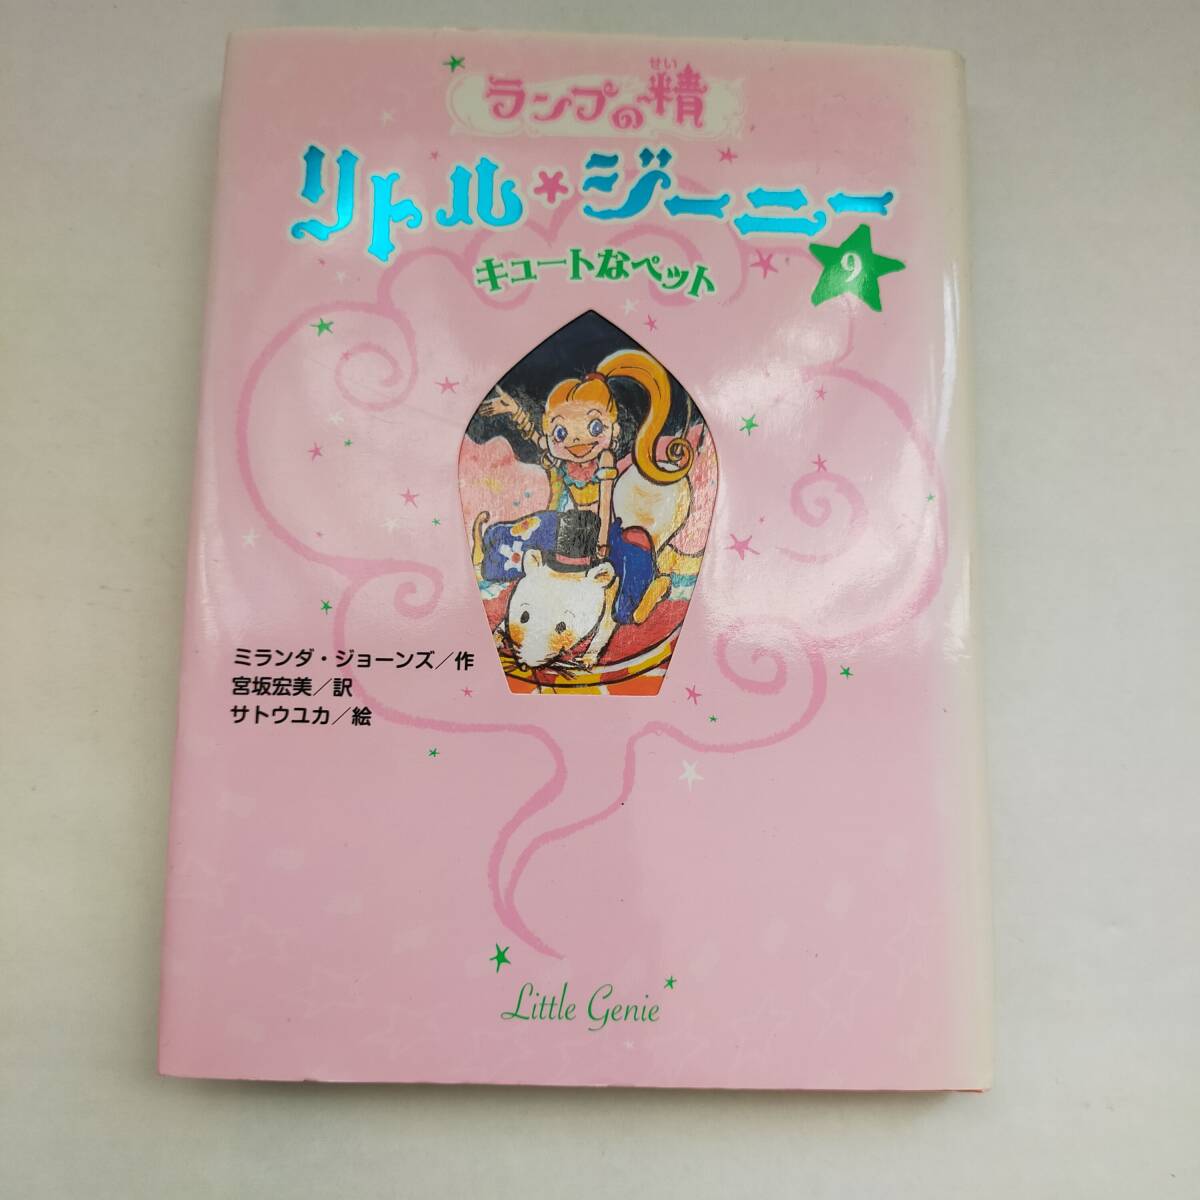 ランプの精
せい
リトル★ジーニー
9
キュートなペット
ミランダ・ジョーンズ／作
宮坂宏美／訳
サトウユカ／絵
Little Genie